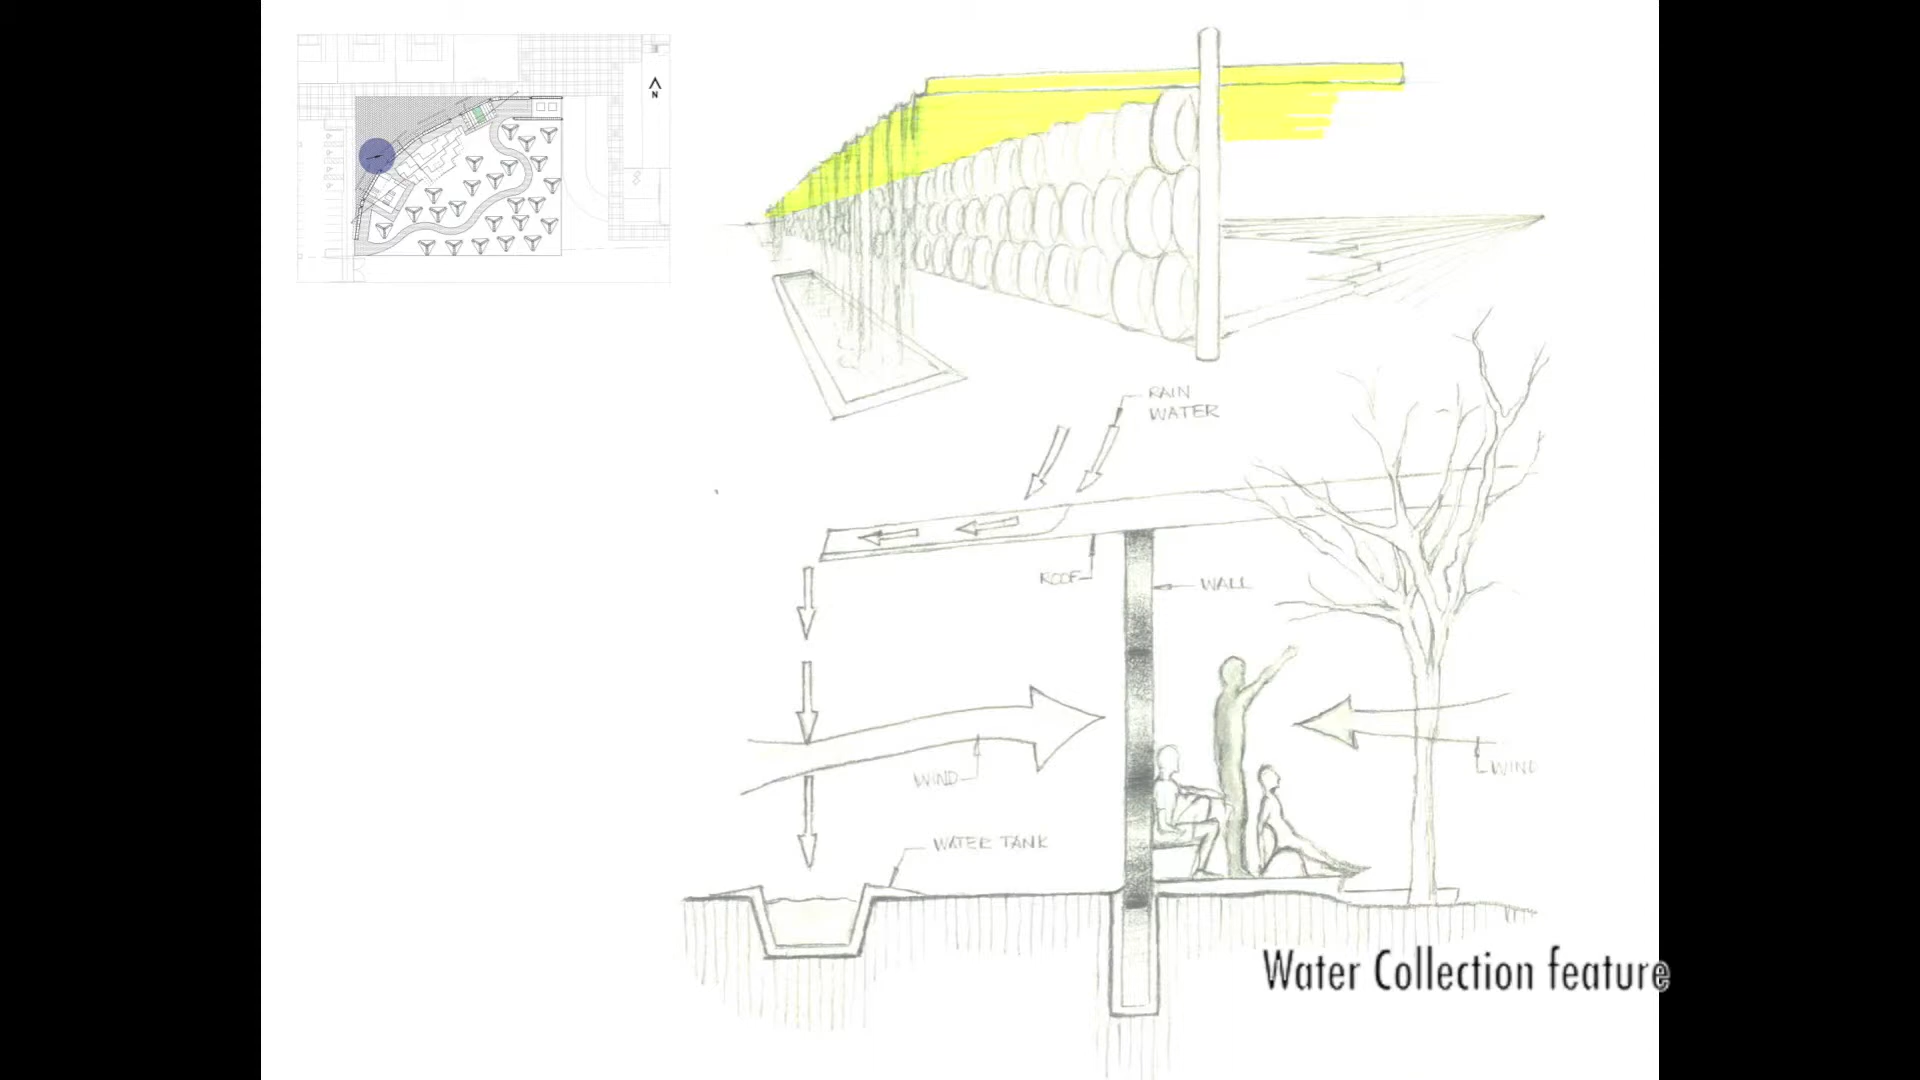 N
RAIN
WATER
ROOF
WALL
WIND
WIND
WATER TANK
Water Collection feature